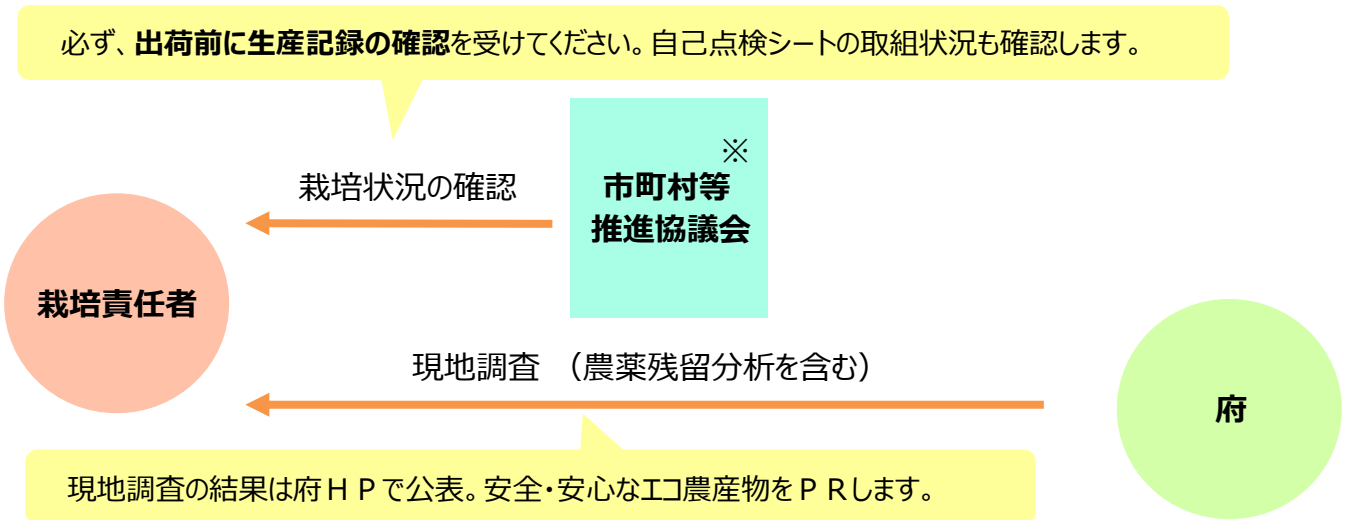 必ず、出荷前に生産記録の確認を受けてください。自己点検シートの取組状況も確認します。
※
栽培状況の確認
市町村等
推進協議会
栽培責任者
現地調査 （農薬残留分析を含む）
府
現地調査の結果は府ＨＰで公表。安全・安心なエコ農産物をＰＲします。